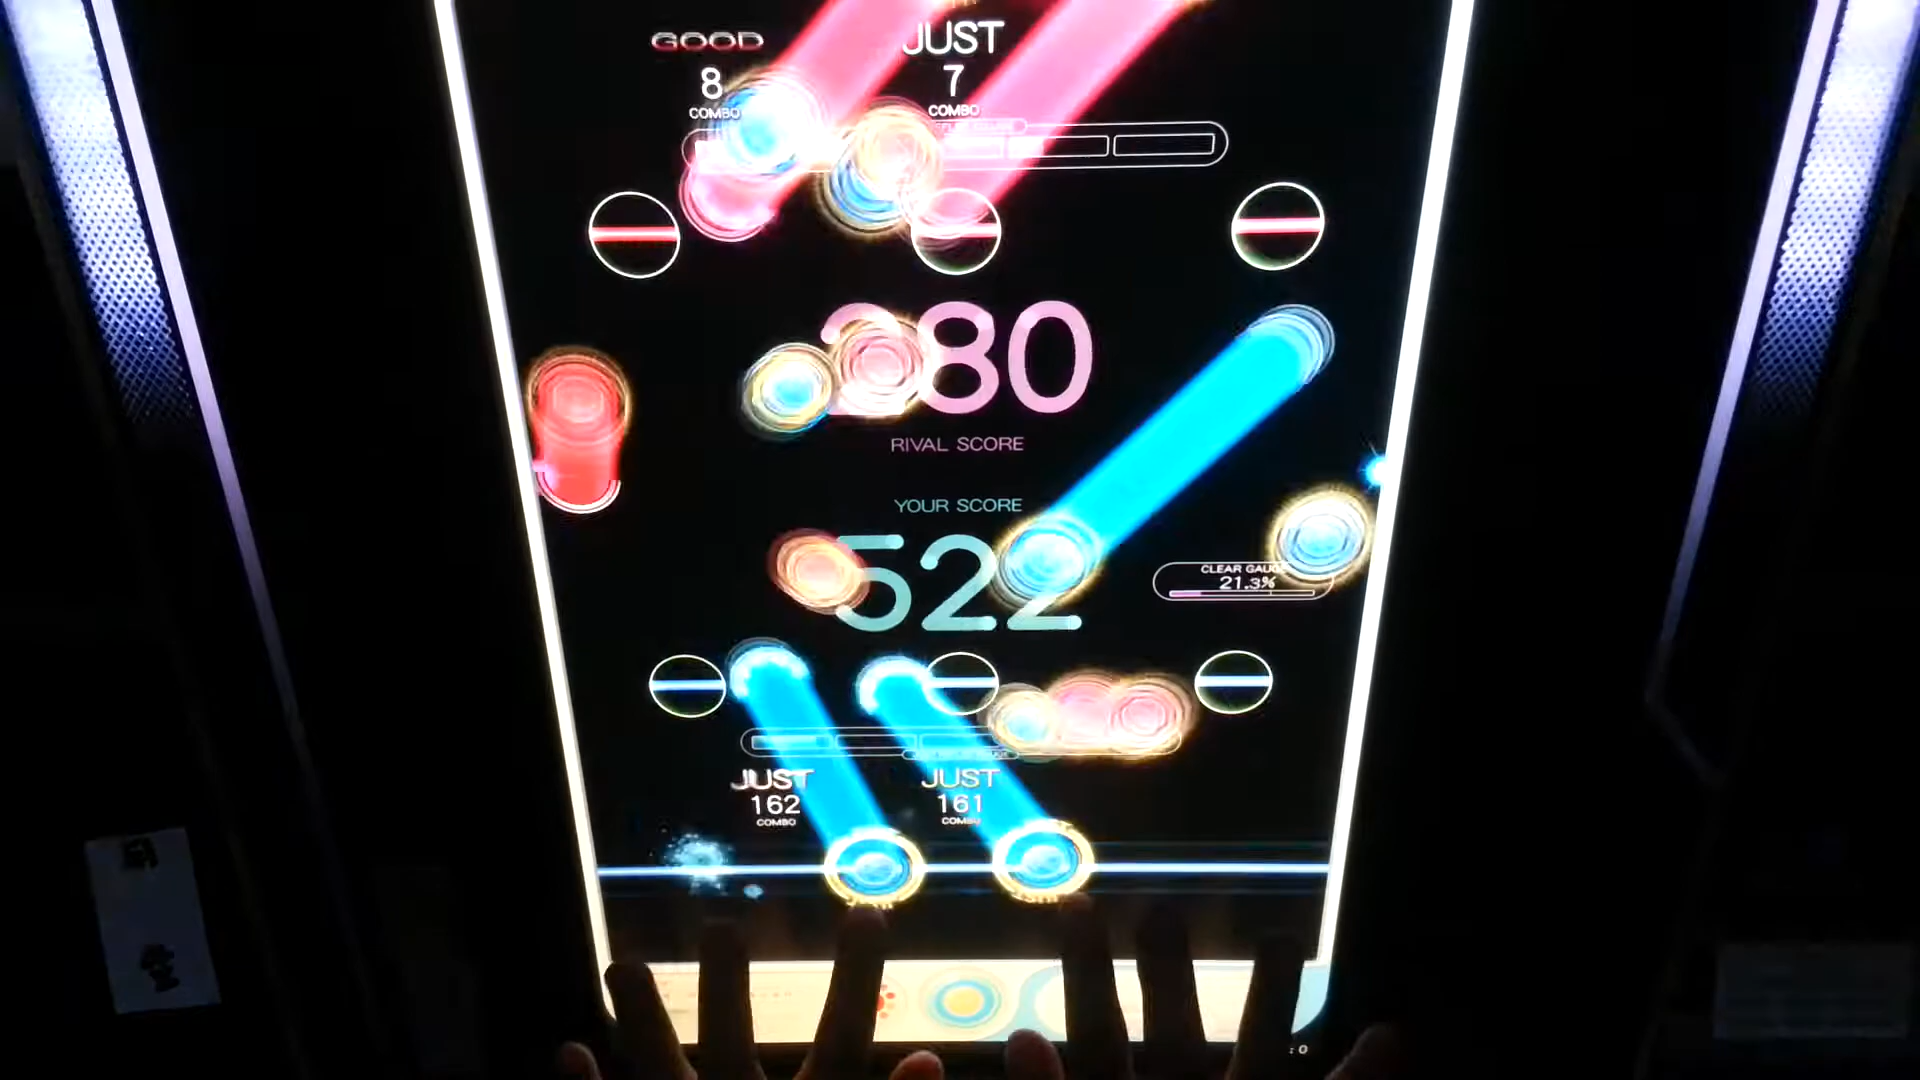 GOOD
8
COMBO
JUST
7
COMBO
280
RIVAL SCORE
YOUR SCORE
522
CLEAR GAUGE
21.3%
JUST
162
COMBO
JUST
161
COMBO